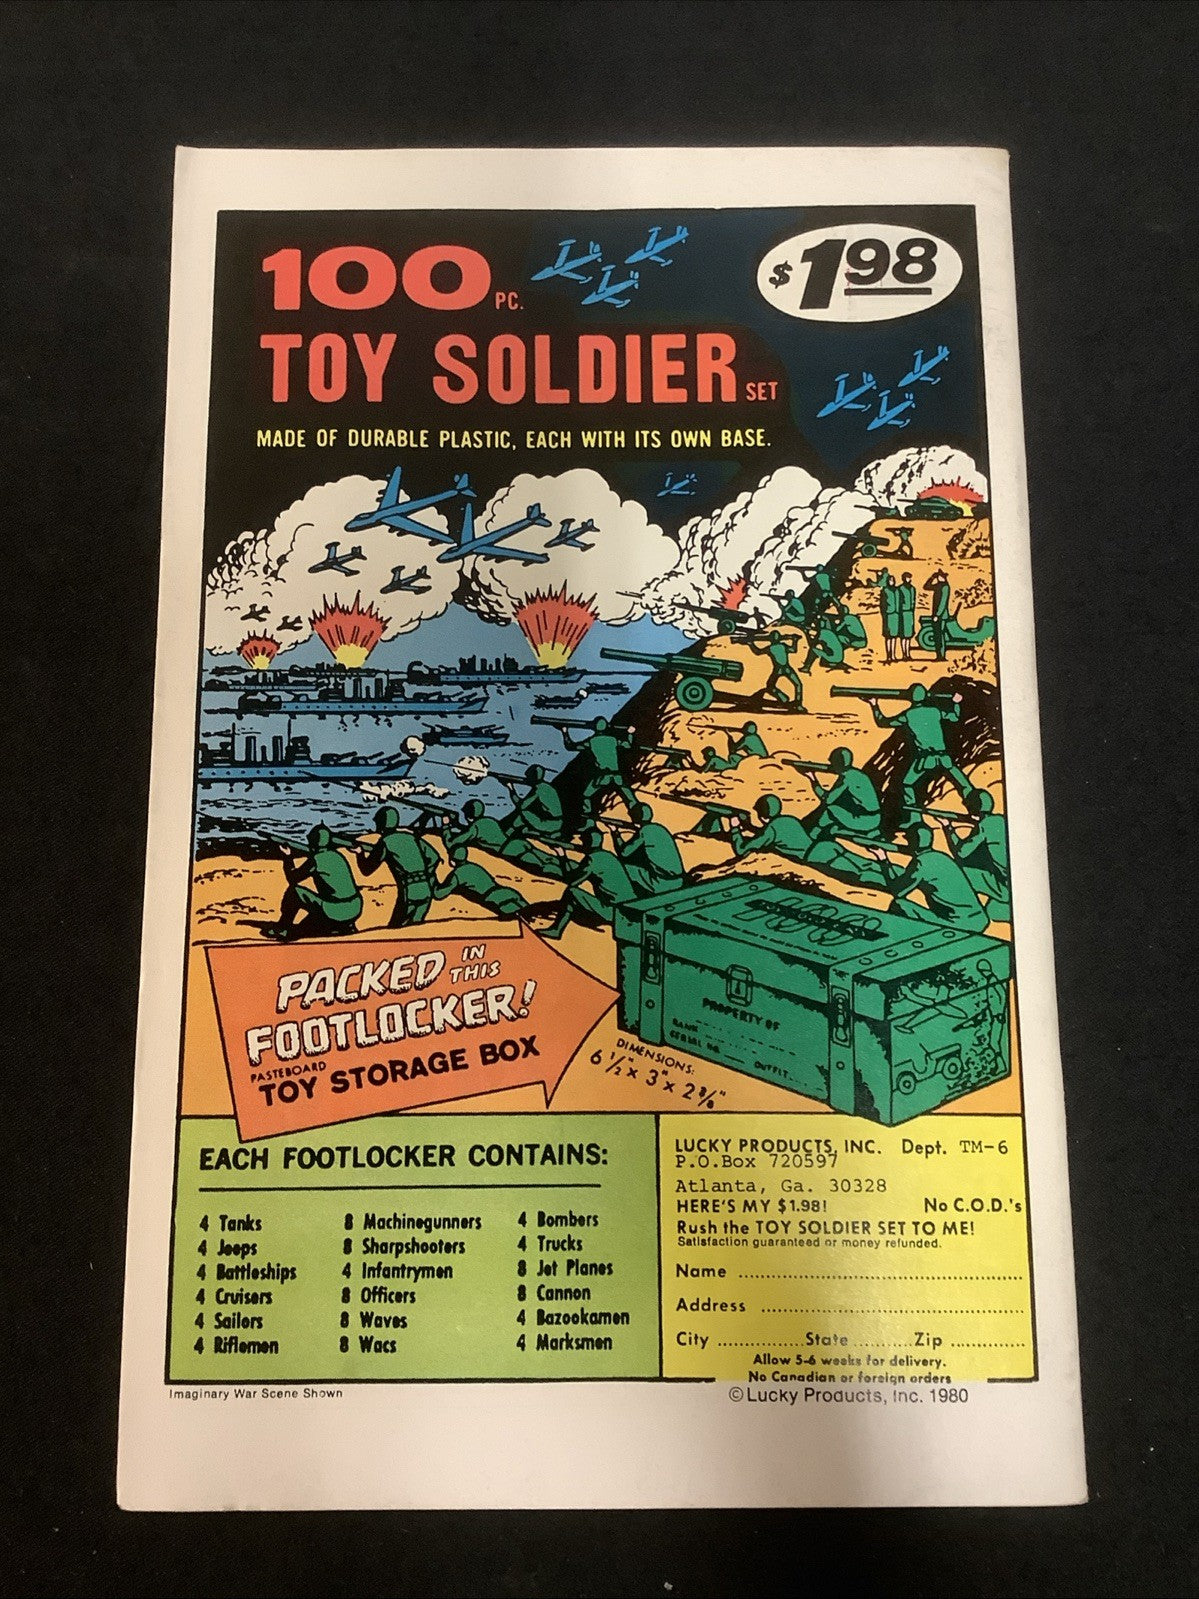 100 PC.
$1.98
TOY SOLDIER SET
MADE OF DURABLE PLASTIC, EACH WITH ITS OWN BASE.
PACKED IN THIS
FOOTLOCKER!
PASTEBOARD
TOY STORAGE BOX
DIMENSIONS:
6 1/2" x 3" x 2 3/8"
100
PROPERTY OF
RANK
SERIAL NO. OUTFIT
EACH FOOTLOCKER CONTAINS:
4 Tanks
4 Jeeps
4 Battleships
4 Cruisers
4 Sailors
4 Riflemen
8 Machinegunners
8 Sharpshooters
4 Infantrymen
8 Officers
8 Waves
8 Wacs
4 Bombers
4 Trucks
8 Jet Planes
8 Cannon
4 Bazookamen
4 Marksmen
LUCKY PRODUCTS, INC. Dept. TM-6
P.O.Box 720597
Atlanta, Ga. 30328
HERE'S MY $1.98! No C.O.D.'s
Rush the TOY SOLDIER SET TO ME!
Satisfaction guaranteed or money refunded.
Name
Address
City State Zip
Allow 5-6 weeks for delivery.
No Canadian or foreign orders
Imaginary War Scene Shown
© Lucky Products, Inc. 1980